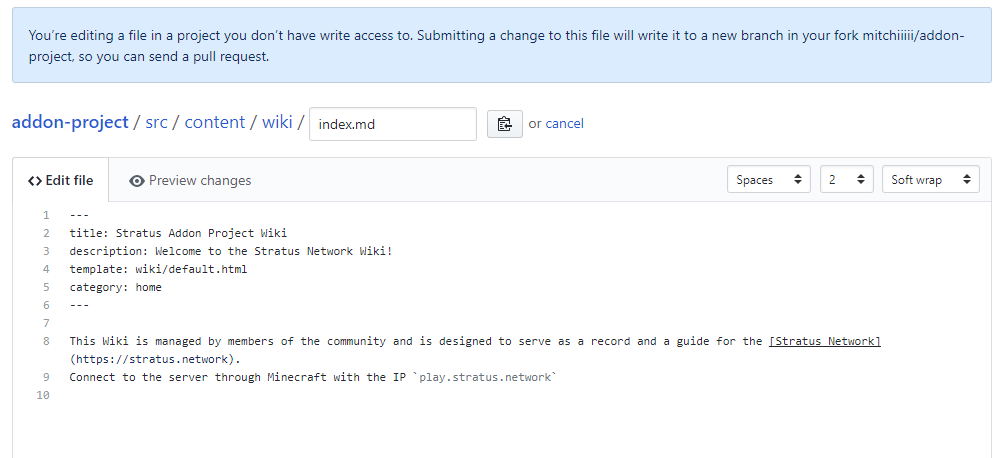 You're editing a file in a project you don't have write access to. Submitting a change to this file will write it to a new branch in your fork mitchiiiii/addon-
project, so you can send a pull request.
addon-project / src / content / wiki / index.md or cancel
<> Edit file Preview changes Spaces 2 Soft wrap
1 ---
2 title: Stratus Addon Project Wiki
3 description: Welcome to the Stratus Network Wiki!
4 template: wiki/default.html
5 category: home
6 ---
7
8 This Wiki is managed by members of the community and is designed to serve as a record and a guide for the [Stratus Network]
(https://stratus.network).
9 Connect to the server through Minecraft with the IP `play.stratus.network`
10